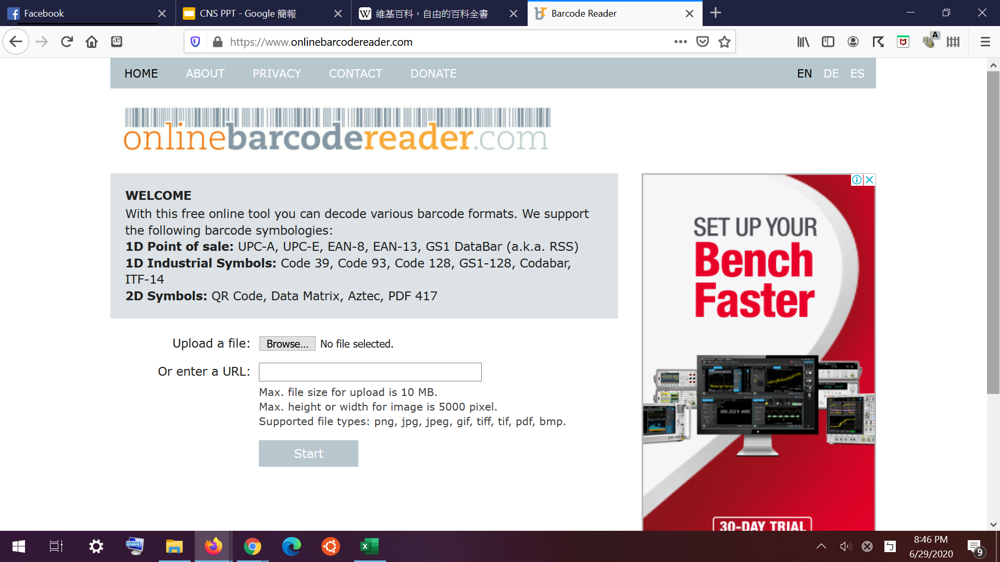 Facebook
CNS PPT - Google 簡報
維基百科，自由的百科全書
Barcode Reader
https://www.onlinebarcodereader.com
HOME ABOUT PRIVACY CONTACT DONATE EN DE ES
onlinebarcodereader.com
WELCOME
With this free online tool you can decode various barcode formats. We support
the following barcode symbologies:
1D Point of sale: UPC-A, UPC-E, EAN-8, EAN-13, GS1 DataBar (a.k.a. RSS)
1D Industrial Symbols: Code 39, Code 93, Code 128, GS1-128, Codabar,
ITF-14
2D Symbols: QR Code, Data Matrix, Aztec, PDF 417
Upload a file: Browse... No file selected.
Or enter a URL:
Max. file size for upload is 10 MB.
Max. height or width for image is 5000 pixel.
Supported file types: png, jpg, jpeg, gif, tiff, tif, pdf, bmp.
Start
SET UP YOUR
Bench
Faster
000.0329 mVDC
30-DAY TRIAL
8:46 PM
6/29/2020
9